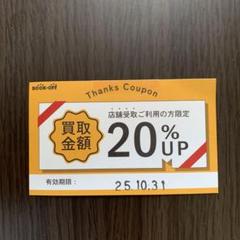 BOOK-OFF
Thanks Coupon
店舗受取ご利用の方限定
買取
金額
20%UP
有効期限：
25.10.31